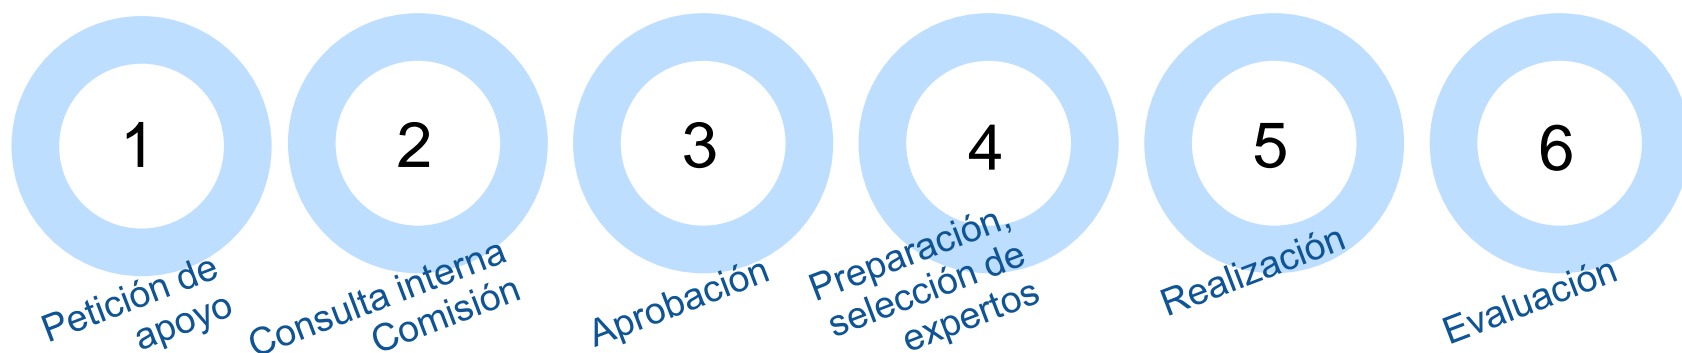 1
2
3
4
5
6
Petición de
apoyo
Consulta interna
Comisión
Aprobación
Preparación,
selección de
expertos
Realización
Evaluación